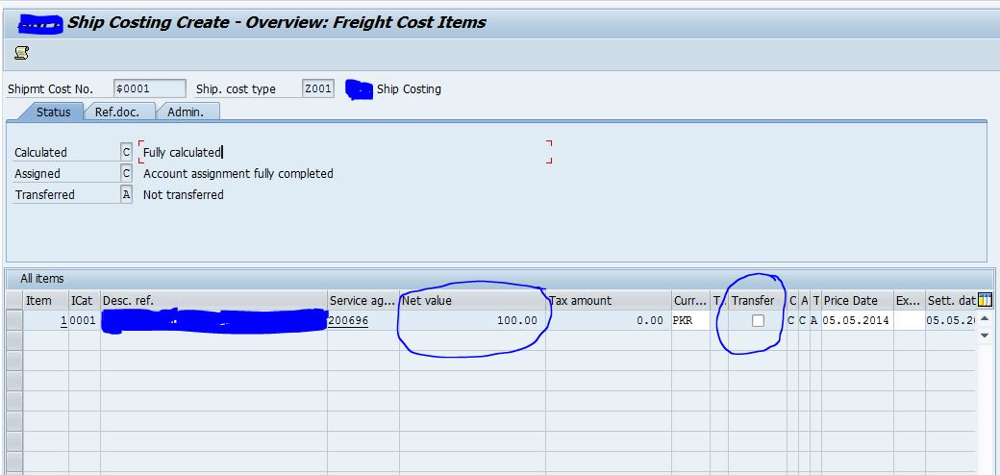 Ship Costing Create - Overview: Freight Cost Items
Shipmt Cost No. $0001 Ship. cost type Z001 Ship Costing
Status Ref.doc. Admin.
Calculated C Fully calculated
Assigned C Account assignment fully completed
Transferred A Not transferred
All items
Item ICat Desc. ref. Service ag... Net value Tax amount Curr... T.. Transfer C A T Price Date Ex... Sett. dat
1 0001 200696 100.00 0.00 PKR C C A 05.05.2014 05.05.2